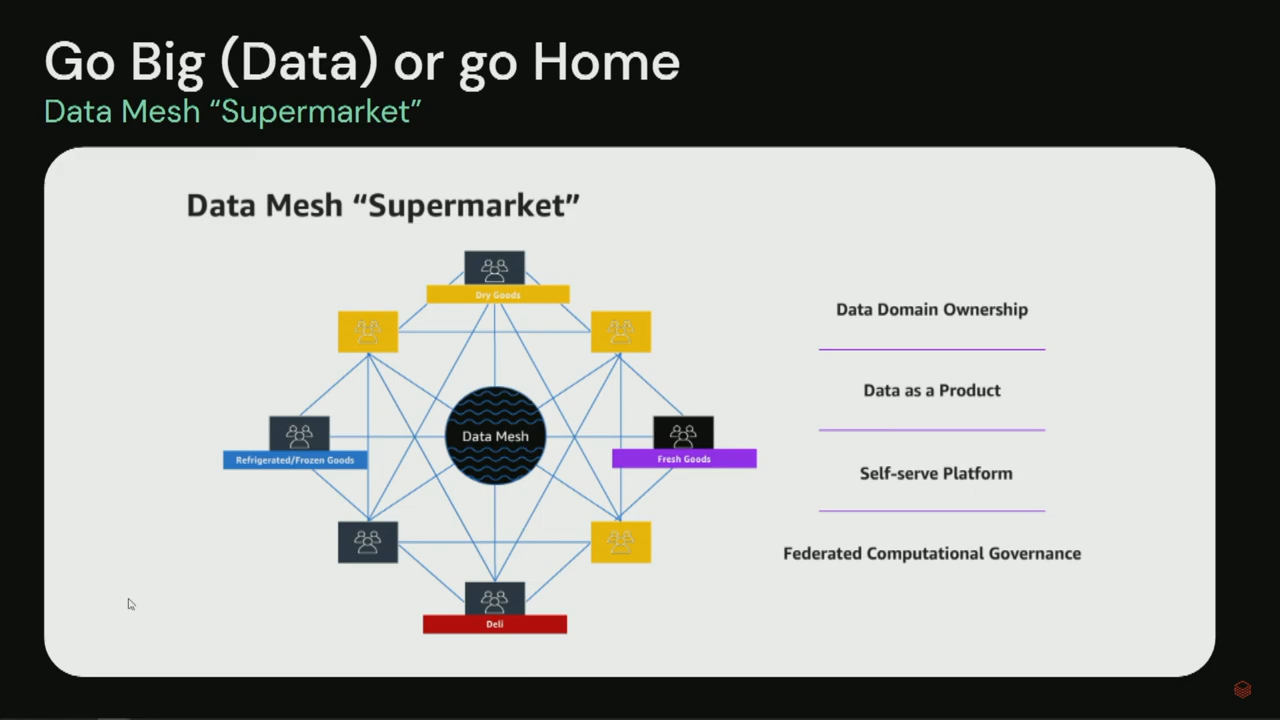 Go Big (Data) or go Home
Data Mesh “Supermarket”
Data Mesh “Supermarket”
Dry Goods
Data Mesh
Refrigerated/Frozen Goods
Fresh Goods
Deli
Data Domain Ownership
Data as a Product
Self-serve Platform
Federated Computational Governance